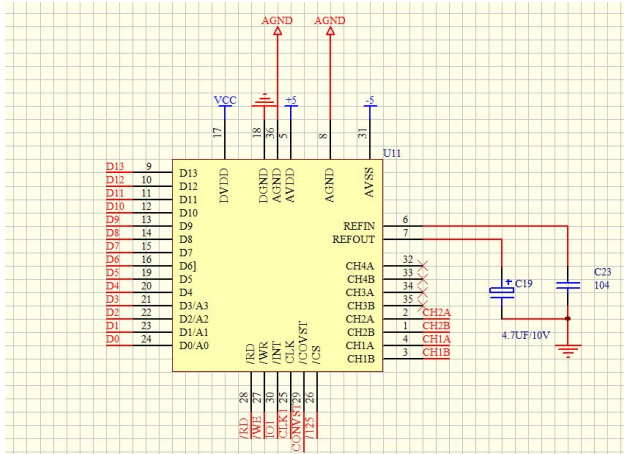 AGND AGND
VCC +5 -5
17 18 36 5 8 31
U11
DVDD DGND AGND AVDD AGND AVSS
D13 9 D13
D12 10 D12
D11 11 D11
D10 12 D10
D9 13 D9
D8 14 D8
D7 15 D7
D6 16 D6]
D5 19 D5
D4 20 D4
D3 21 D3/A3
D2 22 D2/A2
D1 23 D1/A1
D0 24 D0/A0
REFIN 6
REFOUT 7
CH4A 32
CH4B 33
CH3A 34
CH3B 35
CH2A 2 CH2A
CH2B 1 CH2B
CH1A 4 CH1A
CH1B 3 CH1B
+ C19
4.7UF/10V
C23
104
/RD /WR /INT CLK /COVST /CS
28 27 30 25 29 26
/RD /WE IO1 CLK1 CONVST /125